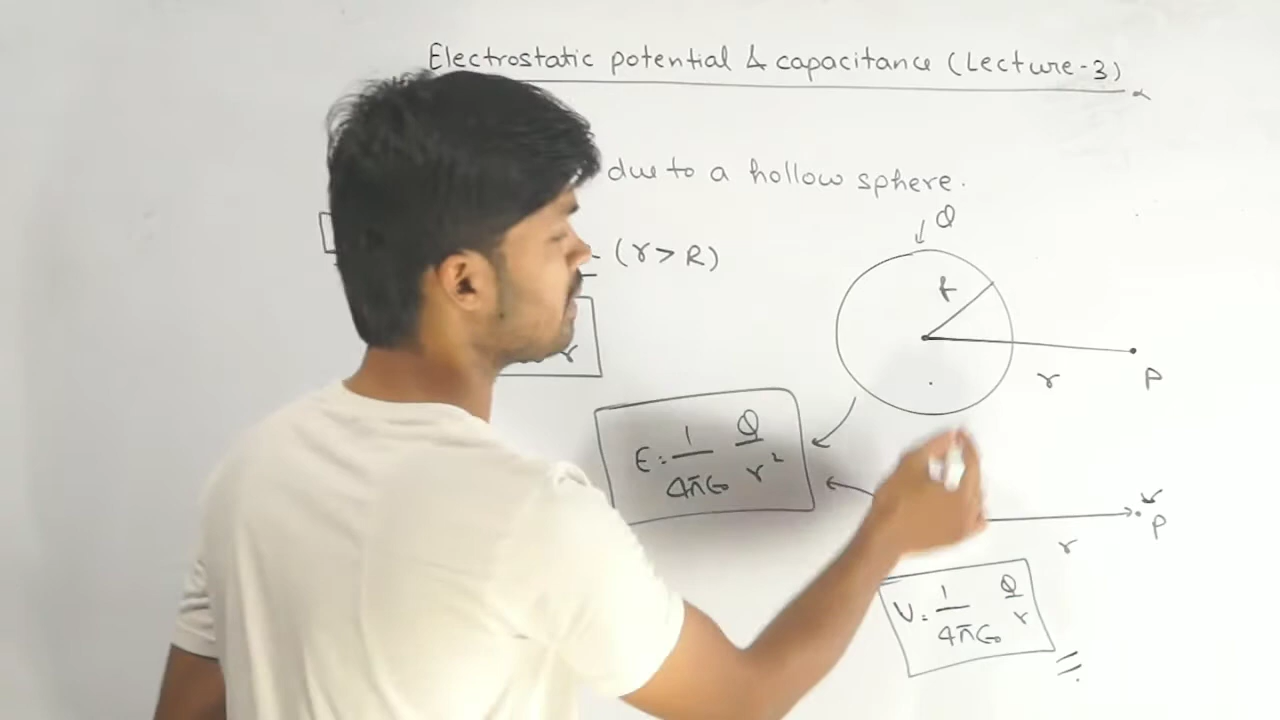 Electrostatic potential & capacitance (Lecture-3)
due to a hollow sphere.
Q
(r > R)
r
r
P
E = 1/4πε₀ Q/r²
P
r
V = 1/4πε₀ Q/r